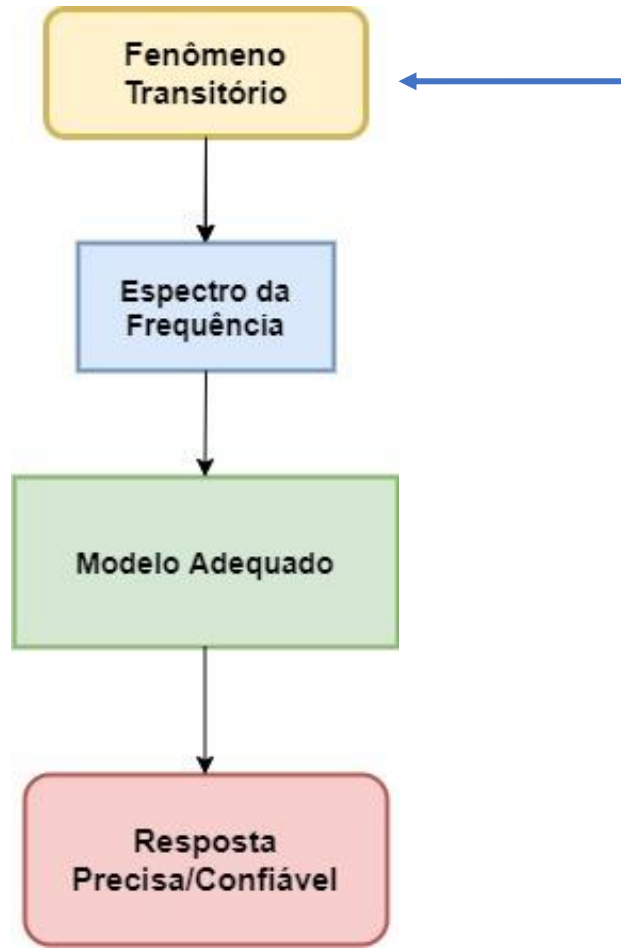 Fenômeno
Transitório
Espectro da
Frequência
Modelo Adequado
Resposta
Precisa/Confiável